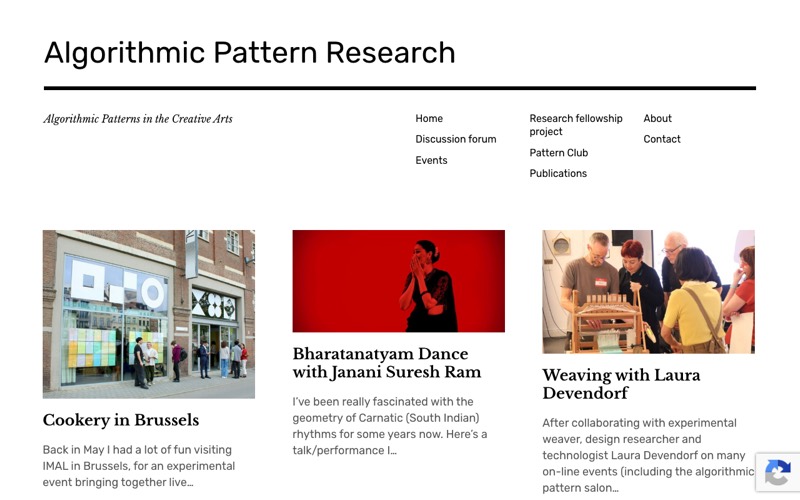 Algorithmic Pattern Research
Algorithmic Patterns in the Creative Arts
Home
Discussion forum
Events
Research fellowship
project
Pattern Club
Publications
About
Contact
Cookery in Brussels
Back in May I had a lot of fun visiting
IMAL in Brussels, for an experimental
event bringing together live…
Bharatanatyam Dance
with Janani Suresh Ram
I’ve been really fascinated with the
geometry of Carnatic (South Indian)
rhythms for some years now. Here’s a
talk/performance I…
Weaving with Laura
Devendorf
After collaborating with experimental
weaver, design researcher and
technologist Laura Devendorf on many
on-line events (including the algorithmic
pattern salon…